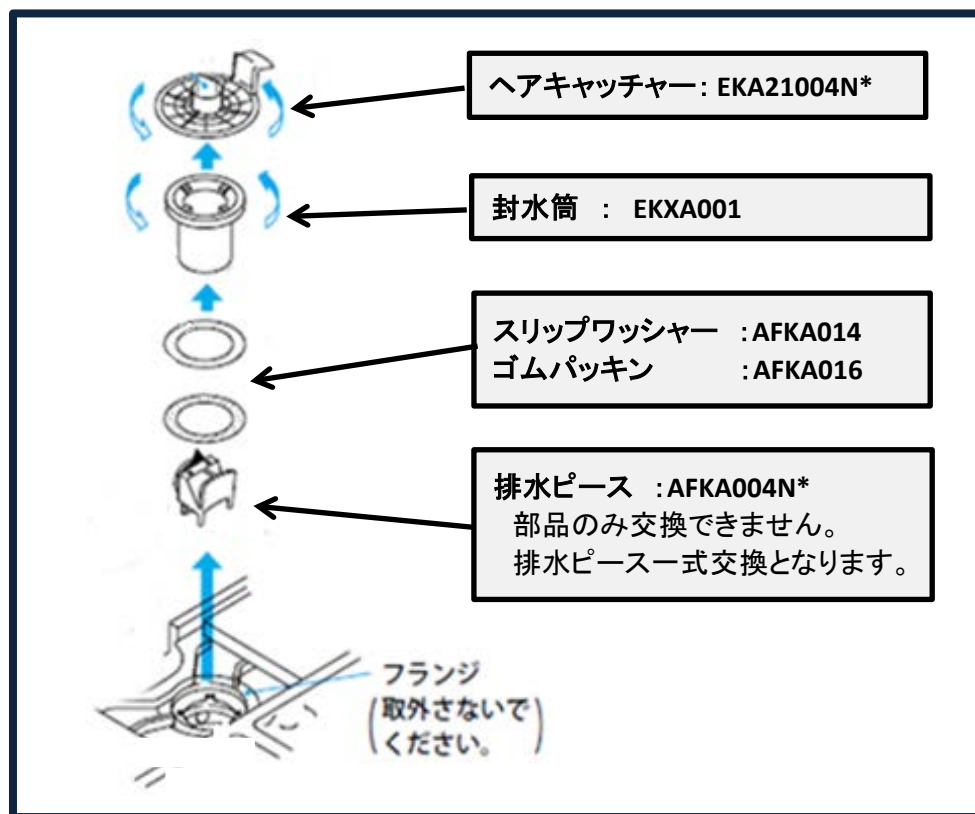 ヘアキャッチャー：EKA21004N*
封水筒 ： EKXA001
スリップワッシャー ：AFKA014
ゴムパッキン ：AFKA016
排水ピース ：AFKA004N*
部品のみ交換できません。
排水ピース一式交換となります。
フランジ
(取外さないで
ください。)